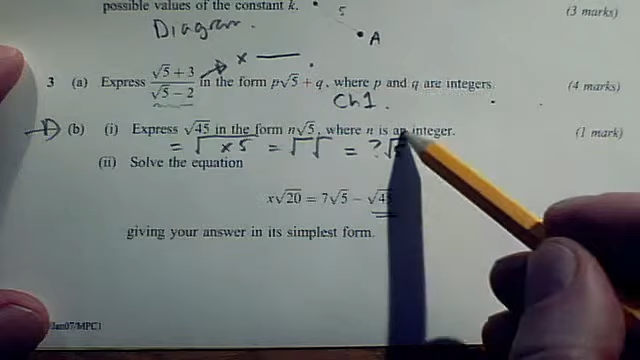 possible values of the constant k.
(3 marks)
5
A
Diagram.
× —
3 (a) Express (√5 + 3)/(√5 − 2) in the form p√5 + q, where p and q are integers.
(4 marks)
Ch1.
(b) (i) Express √45 in the form n√5, where n is an integer.
(1 mark)
= √ × 5 = √ √ = ?√5
(ii) Solve the equation
x√20 = 7√5 − √45
giving your answer in its simplest form.
Jan07/MPC1